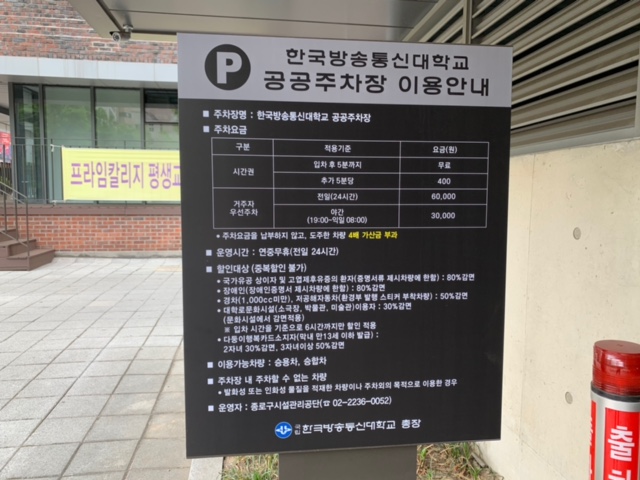 P
한국방송통신대학교
공공주차장 이용안내
■ 주차장명 : 한국방송통신대학교 공공주차장
■ 주차요금
구분 적용기준 요금(원)
시간권 입차 후 5분까지 무료
추가 5분당 400
거주자 우선주차 전일(24시간) 60,000
야간 (19:00~익일 08:00) 30,000
• 주차요금을 납부하지 않고, 도주한 차량 4배 가산금 부과
■ 운영시간 : 연중무휴(전일 24시간)
■ 할인대상 (중복할인 불가)
• 국가유공 상이자 및 고엽제후유증의 환자(증명서류 제시차량에 한함) : 80%감면
• 장애인(장애인증명서 제시차량에 한함) : 80%감면
• 경차(1,000cc미만), 저공해자동차(환경부 발행 스티커 부착차량) : 50%감면
• 대학로문화시설(소극장, 박물관, 미술관)이용자 : 30%감면
(문화시설에서 감면적용)
※ 입차 시간을 기준으로 6시간까지만 할인 적용
• 다둥이행복카드소지자(막내 만13세 이하 발급) :
2자녀 30%감면, 3자녀이상 50%감면
■ 이용가능차량 : 승용차, 승합차
■ 주차장 내 주차할 수 없는 차량
• 발화성 또는 인화성 물질을 적재한 차량이나 주차외의 목적으로 이용한 경우
■ 운영자 : 종로구시설관리공단(☎ 02-2236-0052)
국립 한국방송통신대학교 총장
프라임칼리지 평생교
출